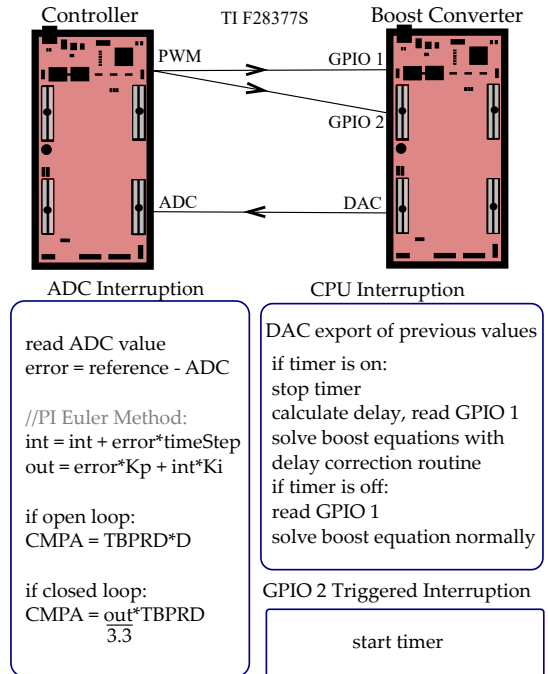 Controller
TI F28377S
Boost Converter
PWM
GPIO 1
GPIO 2
ADC
DAC
ADC Interruption
read ADC value
error = reference - ADC
//PI Euler Method:
int = int + error*timeStep
out = error*Kp + int*Ki
if open loop:
CMPA = TBPRD*D
if closed loop:
CMPA = out*TBPRD
3.3
CPU Interruption
DAC export of previous values
if timer is on:
stop timer
calculate delay, read GPIO 1
solve boost equations with
delay correction routine
if timer is off:
read GPIO 1
solve boost equation normally
GPIO 2 Triggered Interruption
start timer